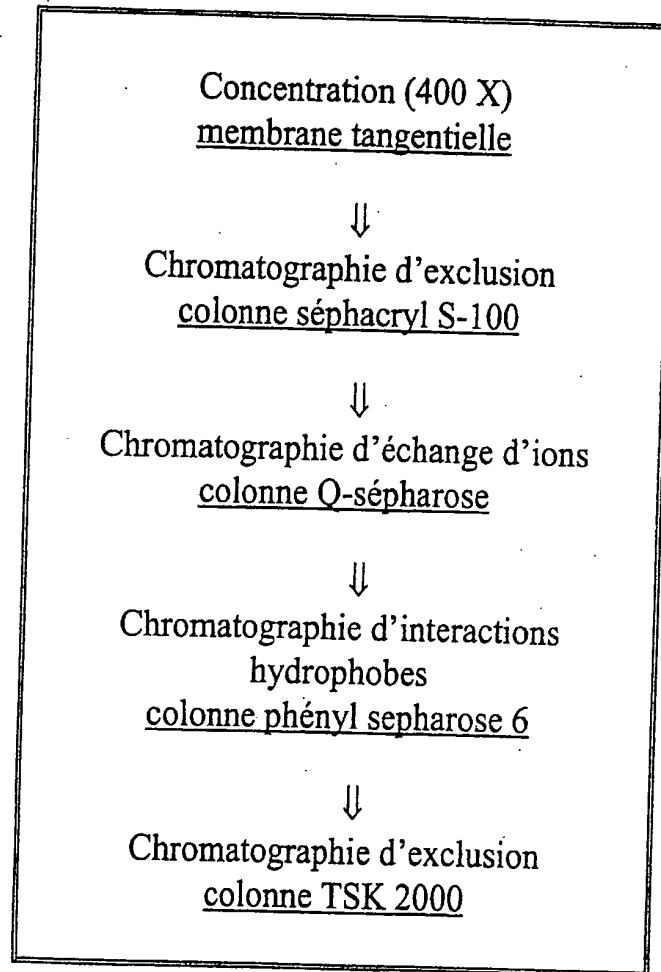 Concentration (400 X)
membrane tangentielle
⇓
Chromatographie d'exclusion
colonne séphacryl S-100
⇓
Chromatographie d'échange d'ions
colonne Q-sépharose
⇓
Chromatographie d'interactions
hydrophobes
colonne phényl sepharose 6
⇓
Chromatographie d'exclusion
colonne TSK 2000